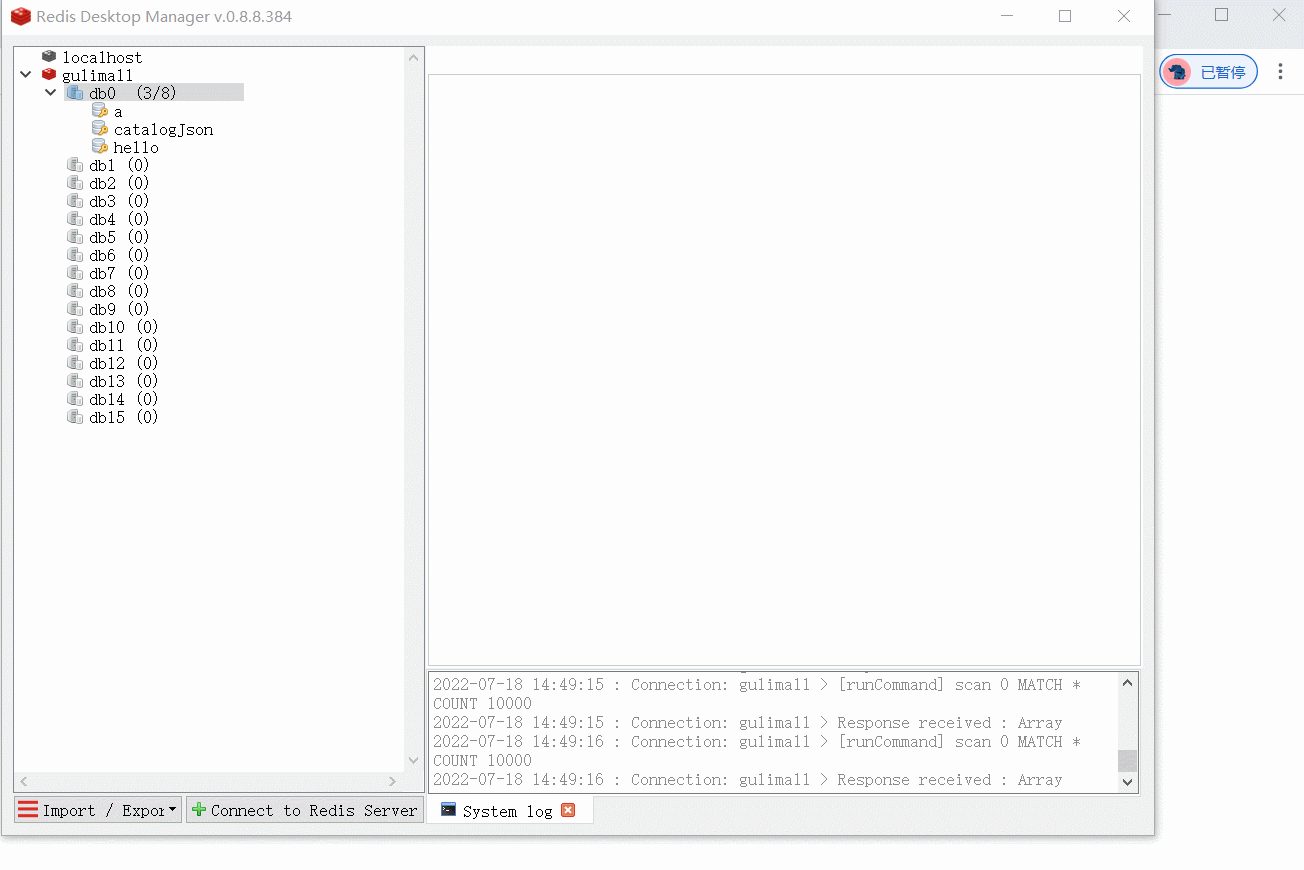 Redis Desktop Manager v.0.8.8.384
已暂停
localhost
gulimall
db0 (3/8)
a
catalogJson
hello
db1 (0)
db2 (0)
db3 (0)
db4 (0)
db5 (0)
db6 (0)
db7 (0)
db8 (0)
db9 (0)
db10 (0)
db11 (0)
db12 (0)
db13 (0)
db14 (0)
db15 (0)
2022-07-18 14:49:15 : Connection: gulimall > [runCommand] scan 0 MATCH *
COUNT 10000
2022-07-18 14:49:15 : Connection: gulimall > Response received : Array
2022-07-18 14:49:16 : Connection: gulimall > [runCommand] scan 0 MATCH *
COUNT 10000
2022-07-18 14:49:16 : Connection: gulimall > Response received : Array
Import / Expor
Connect to Redis Server
System log